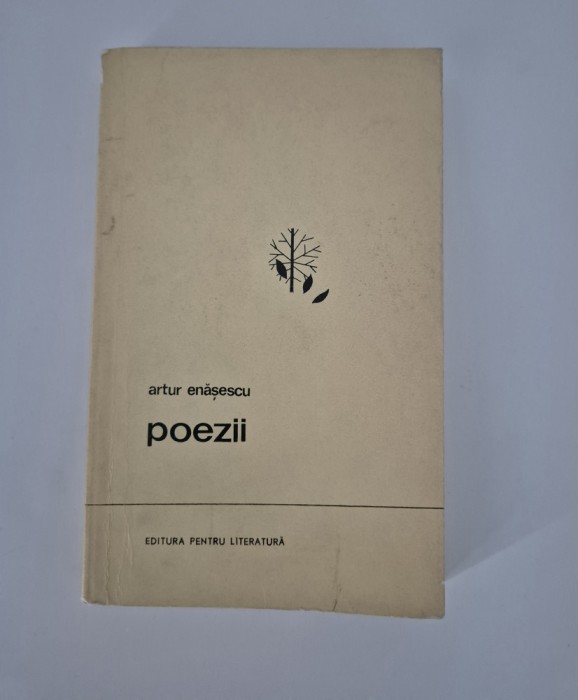 artur enășescu
poezii
EDITURA PENTRU LITERATURĂ